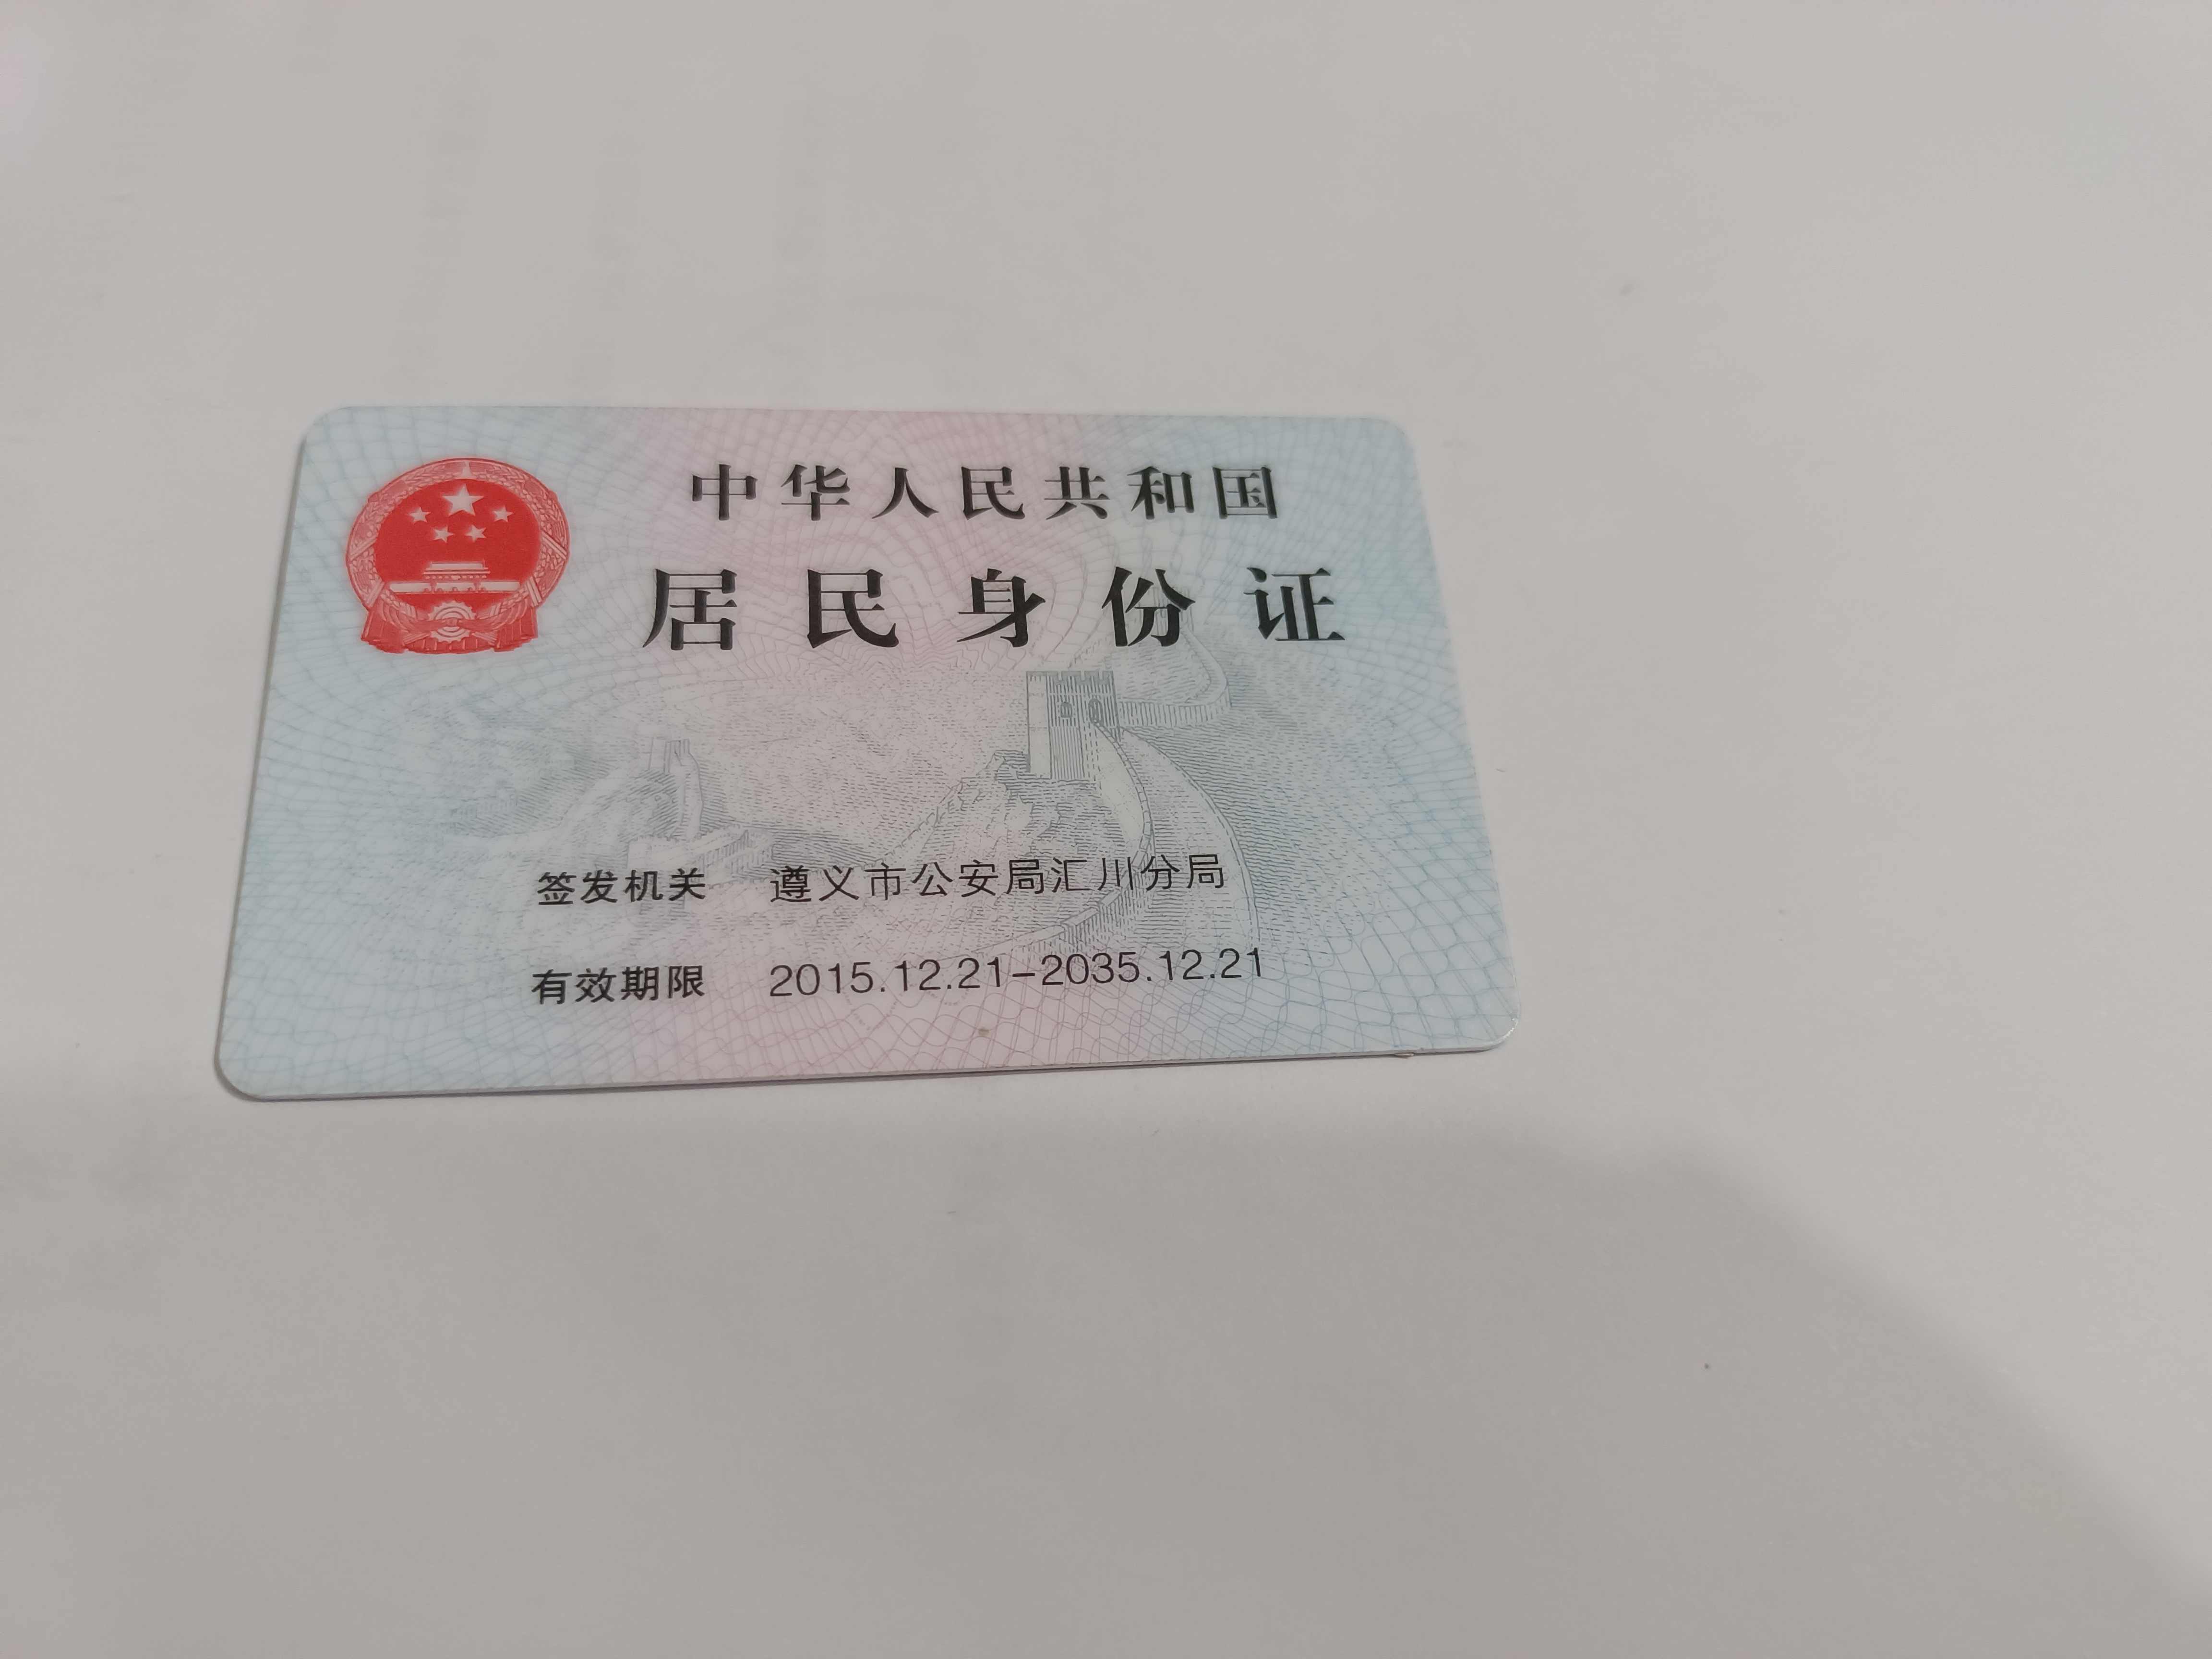 中华人民共和国
居民身份证
签发机关 遵义市公安局汇川分局
有效期限 2015.12.21-2035.12.21